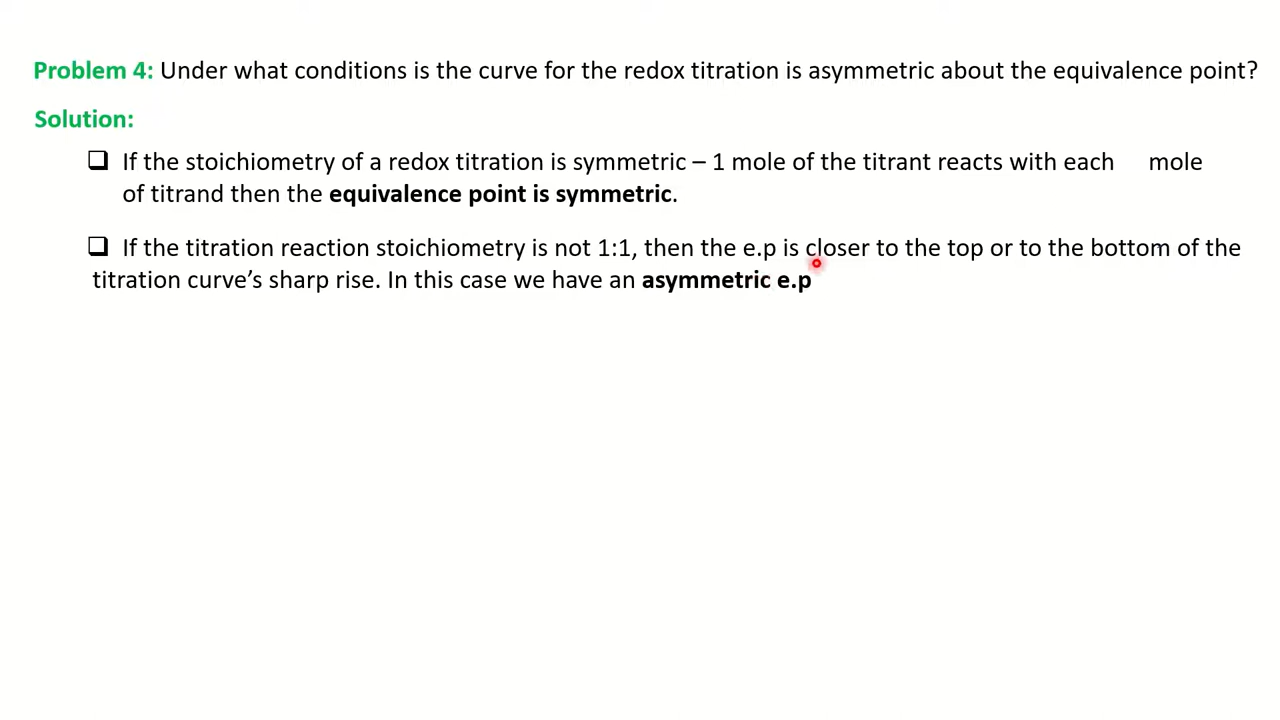 Problem 4: Under what conditions is the curve for the redox titration is asymmetric about the equivalence point?
Solution:
❑ If the stoichiometry of a redox titration is symmetric – 1 mole of the titrant reacts with each mole
of titrand then the equivalence point is symmetric.
❑ If the titration reaction stoichiometry is not 1:1, then the e.p is closer to the top or to the bottom of the
titration curve’s sharp rise. In this case we have an asymmetric e.p